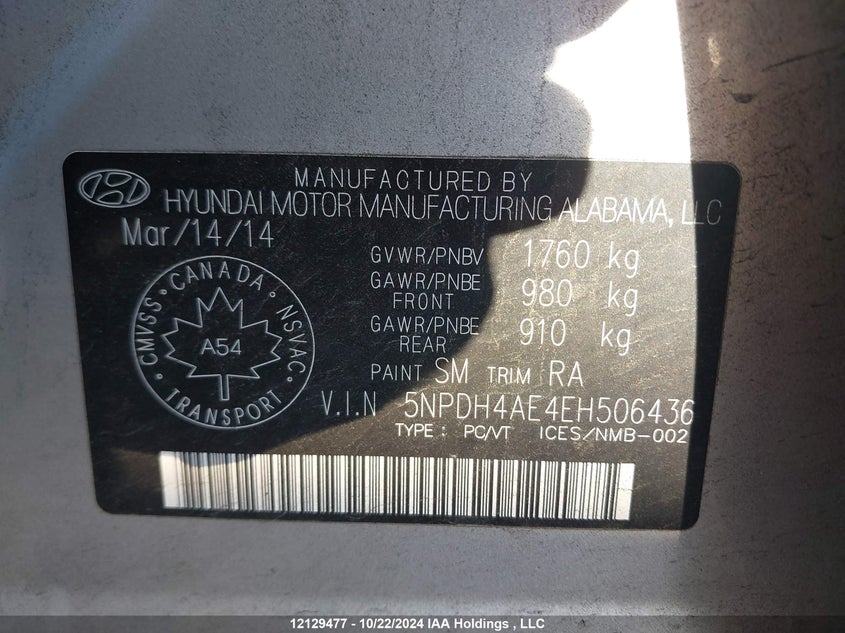 MANUFACTURED BY
HYUNDAI MOTOR MANUFACTURING ALABAMA, LLC
Mar/14/14
GVWR/PNBV 1760 kg
GAWR/PNBE FRONT 980 kg
GAWR/PNBE REAR 910 kg
PAINT SM TRIM RA
V.I.N 5NPDH4AE4EH506436
TYPE : PC/VT ICES/NMB-002
CMVSS · CANADA · NSVAC · TRANSPORT
A54
12129477 - 10/22/2024 IAA Holdings , LLC